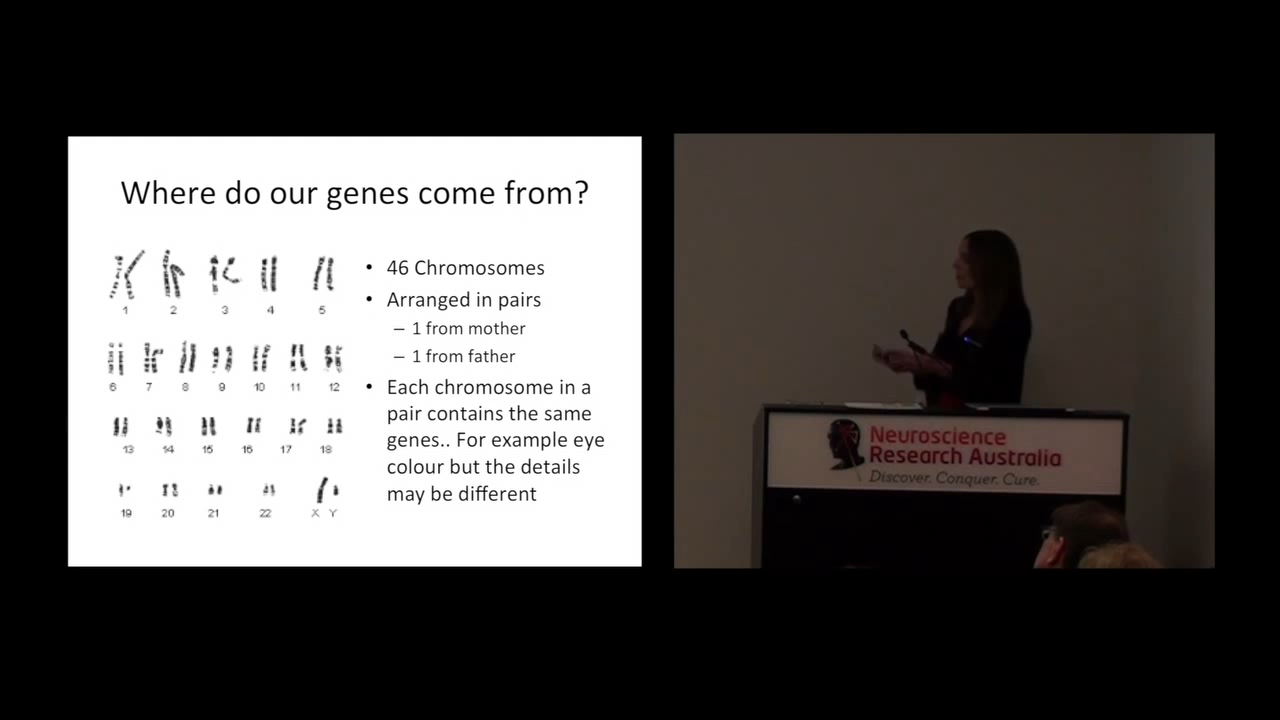 Where do our genes come from?
1 2 3 4 5
6 7 8 9 10 11 12
13 14 15 16 17 18
19 20 21 22 X Y
• 46 Chromosomes
• Arranged in pairs
– 1 from mother
– 1 from father
• Each chromosome in a
pair contains the same
genes.. For example eye
colour but the details
may be different
Neuroscience
Research Australia
Discover. Conquer. Cure.